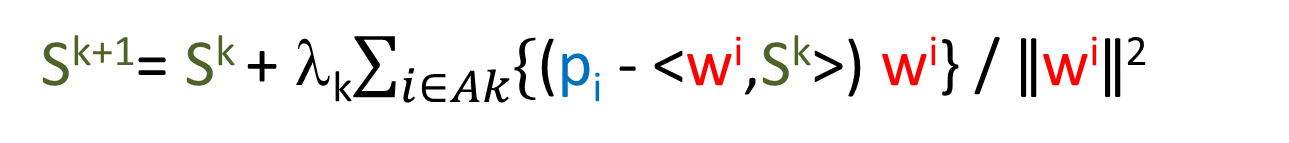 Sᵏ⁺¹= Sᵏ + λₖ∑_{i∈Ak}{(pᵢ - <wⁱ,Sᵏ>) wⁱ} / ‖wⁱ‖²